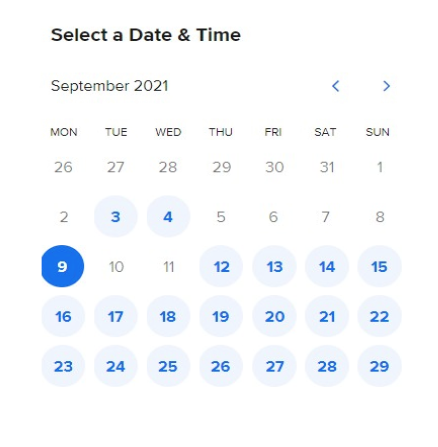 Select a Date & Time
September 2021
MON TUE WED THU FRI SAT SUN
26 27 28 29 30 31 1
2 3 4 5 6 7 8
9 10 11 12 13 14 15
16 17 18 19 20 21 22
23 24 25 26 27 28 29